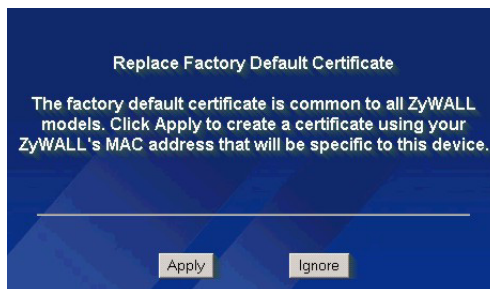 Replace Factory Default Certificate
The factory default certificate is common to all ZyWALL
models. Click Apply to create a certificate using your
ZyWALL's MAC address that will be specific to this device.
Apply Ignore